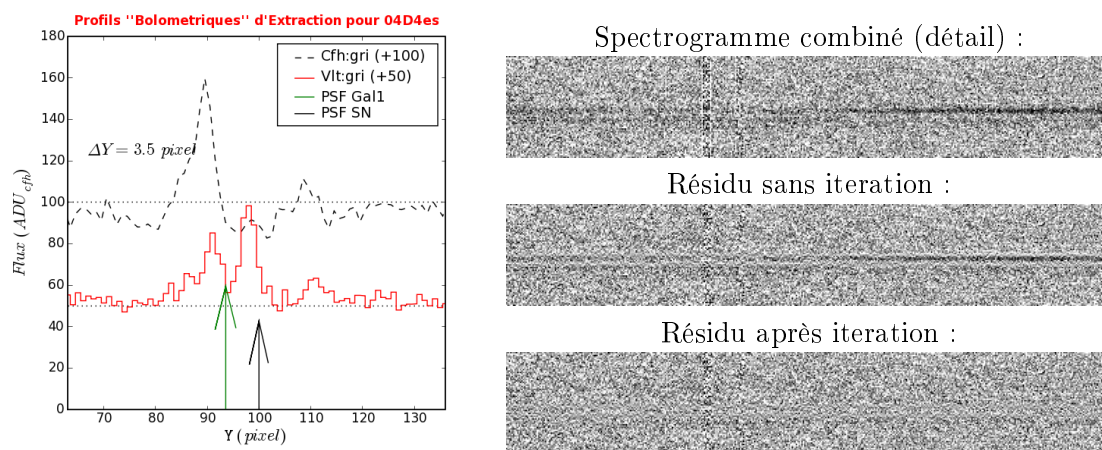 Profils ''Bolometriques'' d'Extraction pour 04D4es
180
160
140
120
100
80
60
40
20
0
Flux ( ADU_cfh)
Cfh:gri (+100)
Vlt:gri (+50)
PSF Gal1
PSF SN
ΔY = 3.5 pixel
70
80
90
100
110
120
130
Y (pixel)
Spectrogramme combiné (détail) :
Résidu sans iteration :
Résidu après iteration :